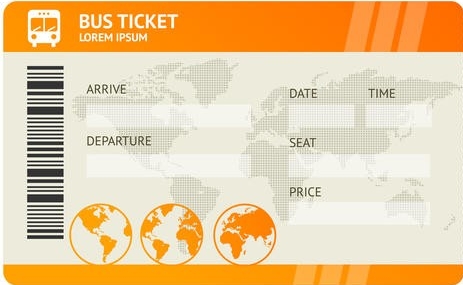 BUS TICKET
LOREM IPSUM
ARRIVE
DATE TIME
DEPARTURE
SEAT
PRICE